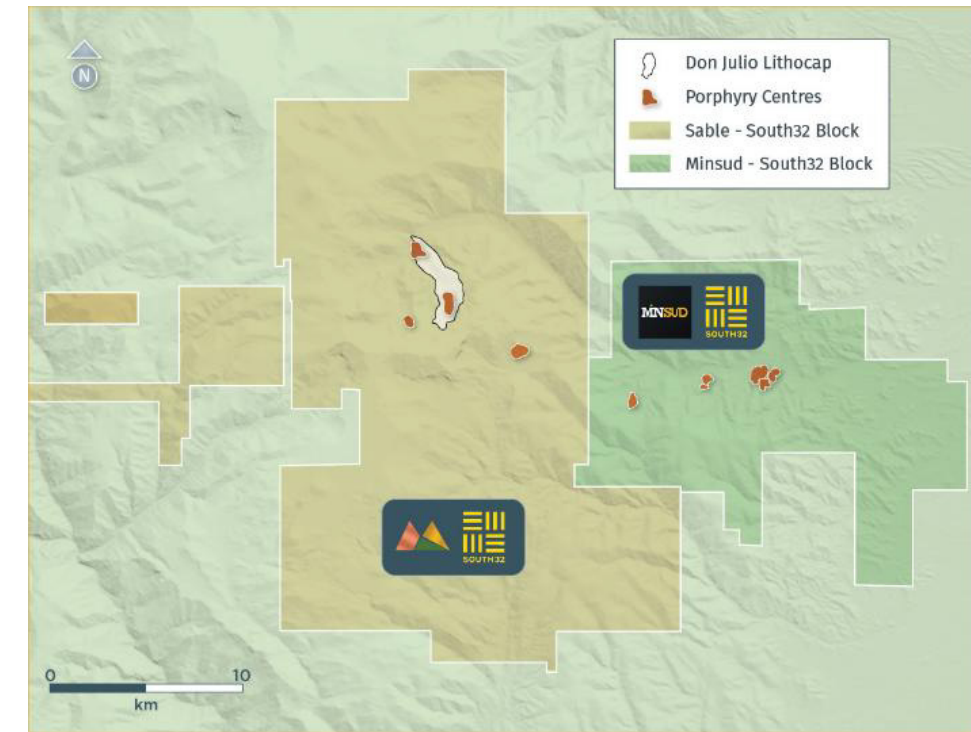 N
Don Julio Lithocap
Porphyry Centres
Sable - South32 Block
Minsud - South32 Block
MINSUD
SOUTH32
SOUTH32
0 10
km